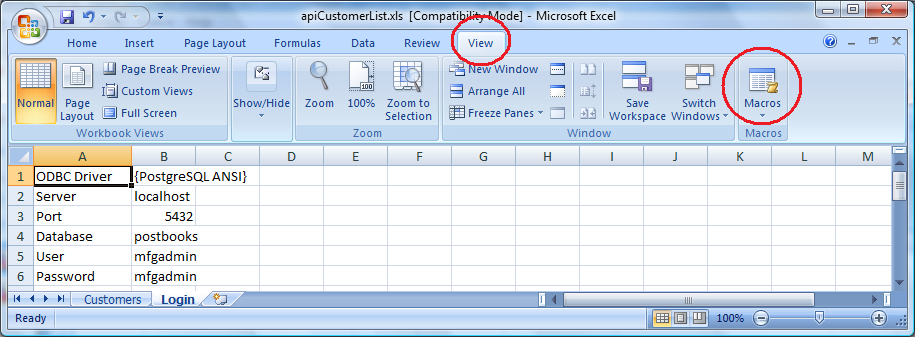 apiCustomerList.xls [Compatibility Mode] - Microsoft Excel
Home Insert Page Layout Formulas Data Review View
Normal
Page Layout
Page Break Preview
Custom Views
Full Screen
Workbook Views
Show/Hide
Zoom
100%
Zoom to Selection
Zoom
New Window
Arrange All
Freeze Panes
Save Workspace
Switch Windows
Window
Macros
Macros
A B C D E F G H I J K L M
1 ODBC Driver {PostgreSQL ANSI}
2 Server localhost
3 Port 5432
4 Database postbooks
5 User mfgadmin
6 Password mfgadmin
Customers Login
Ready 100%